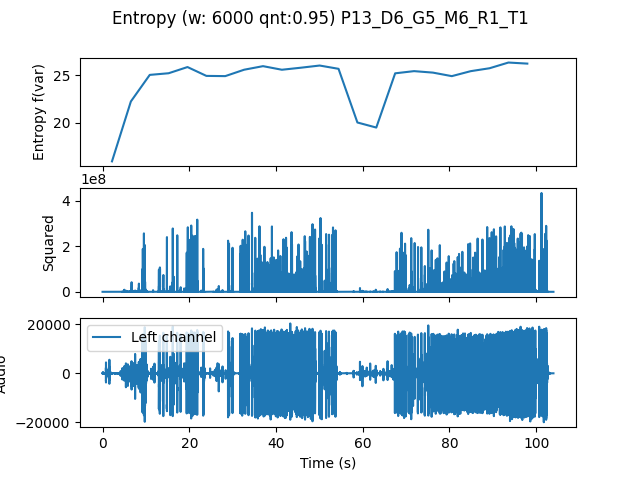 Entropy (w: 6000 qnt:0.95) P13_D6_G5_M6_R1_T1
Entropy f(var)
25
20
1e8
Squared
4
2
0
Audio
20000
0
−20000
Left channel
0 20 40 60 80 100
Time (s)